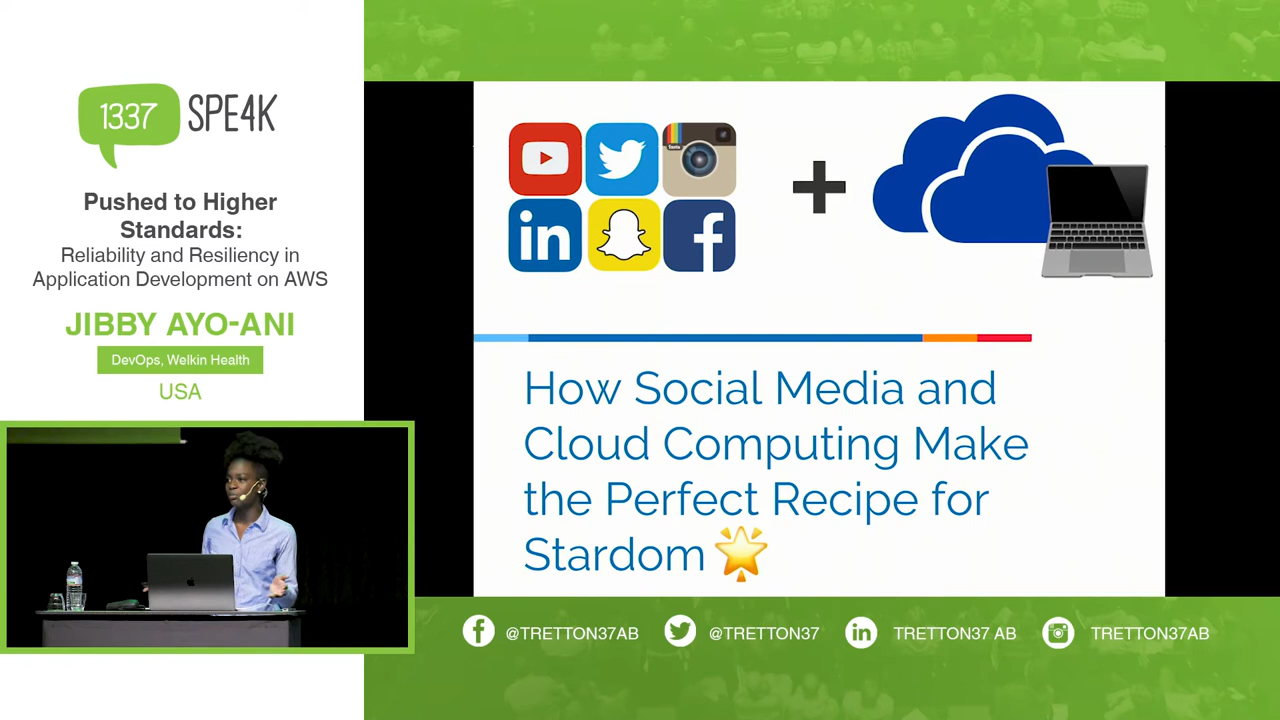 1337
SPE4K
Pushed to Higher
Standards:
Reliability and Resiliency in
Application Development on AWS
JIBBY AYO-ANI
DevOps, Welkin Health
USA
in
f
+
How Social Media and
Cloud Computing Make
the Perfect Recipe for
Stardom 🌟
f @TRETTON37AB
@TRETTON37
in TRETTON37 AB
TRETTON37AB